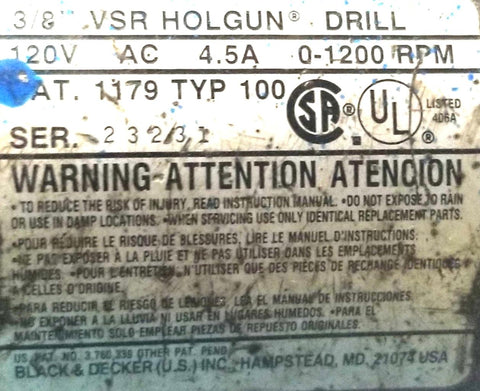 3/8" VSR HOLGUN® DRILL
120V AC 4.5A 0-1200 RPM
CAT. 1179 TYP 100 SA ® UL ® LISTED 406A
SER. 23231
WARNING-ATTENTION ATENCION
• TO REDUCE THE RISK OF INJURY, READ INSTRUCTION MANUAL. •DO NOT EXPOSE TO RAIN
OR USE IN DAMP LOCATIONS. •WHEN SERVICING USE ONLY IDENTICAL REPLACEMENT PARTS.
•POUR RÉDUIRE LE RISQUE DE BLESSURES, LIRE LE MANUEL D'INSTRUCTIONS.
•NE PAS EXPOSER À LA PLUIE ET NE PAS UTILISER DANS LES EMPLACEMENTS
HUMIDES. •POUR L'ENTRETIEN, N'UTILISER QUE DES PIÈCES DE RECHANGE IDENTIQUES
À CELLES D'ORIGINE.
•PARA REDUCIR EL RIESGO DE LESIONES, LEA EL MANUAL DE INSTRUCCIONES.
•NO EXPONER A LA LLUVIA NI USAR EN LUGARES HUMEDOS. •PARA EL
MANTENIMIENTO SOLO EMPLEAR PIEZAS DE REPUESTO ORIGINALES.
US. PAT. NO. OTHER PAT. PEND.
BLACK & DECKER (U.S.) INC., HAMPSTEAD, MD. 21074 USA